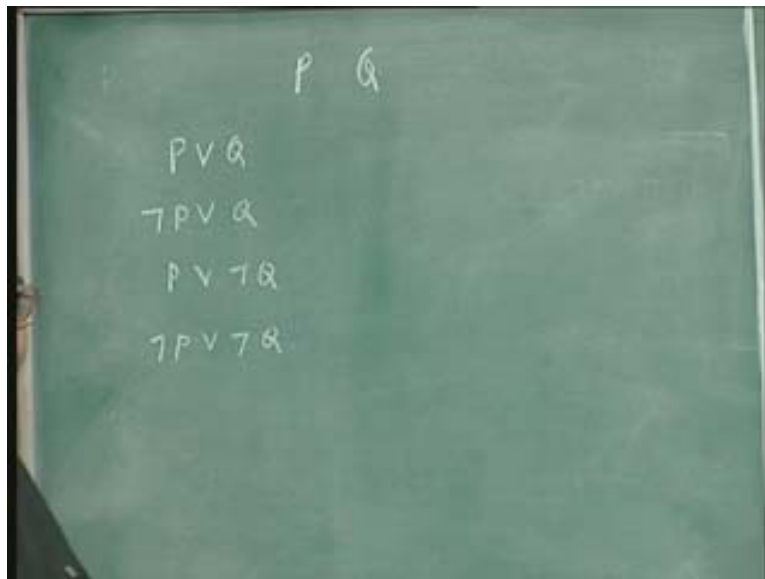 P Q
P ∨ Q
¬P ∨ Q
P ∨ ¬Q
¬P ∨ ¬Q